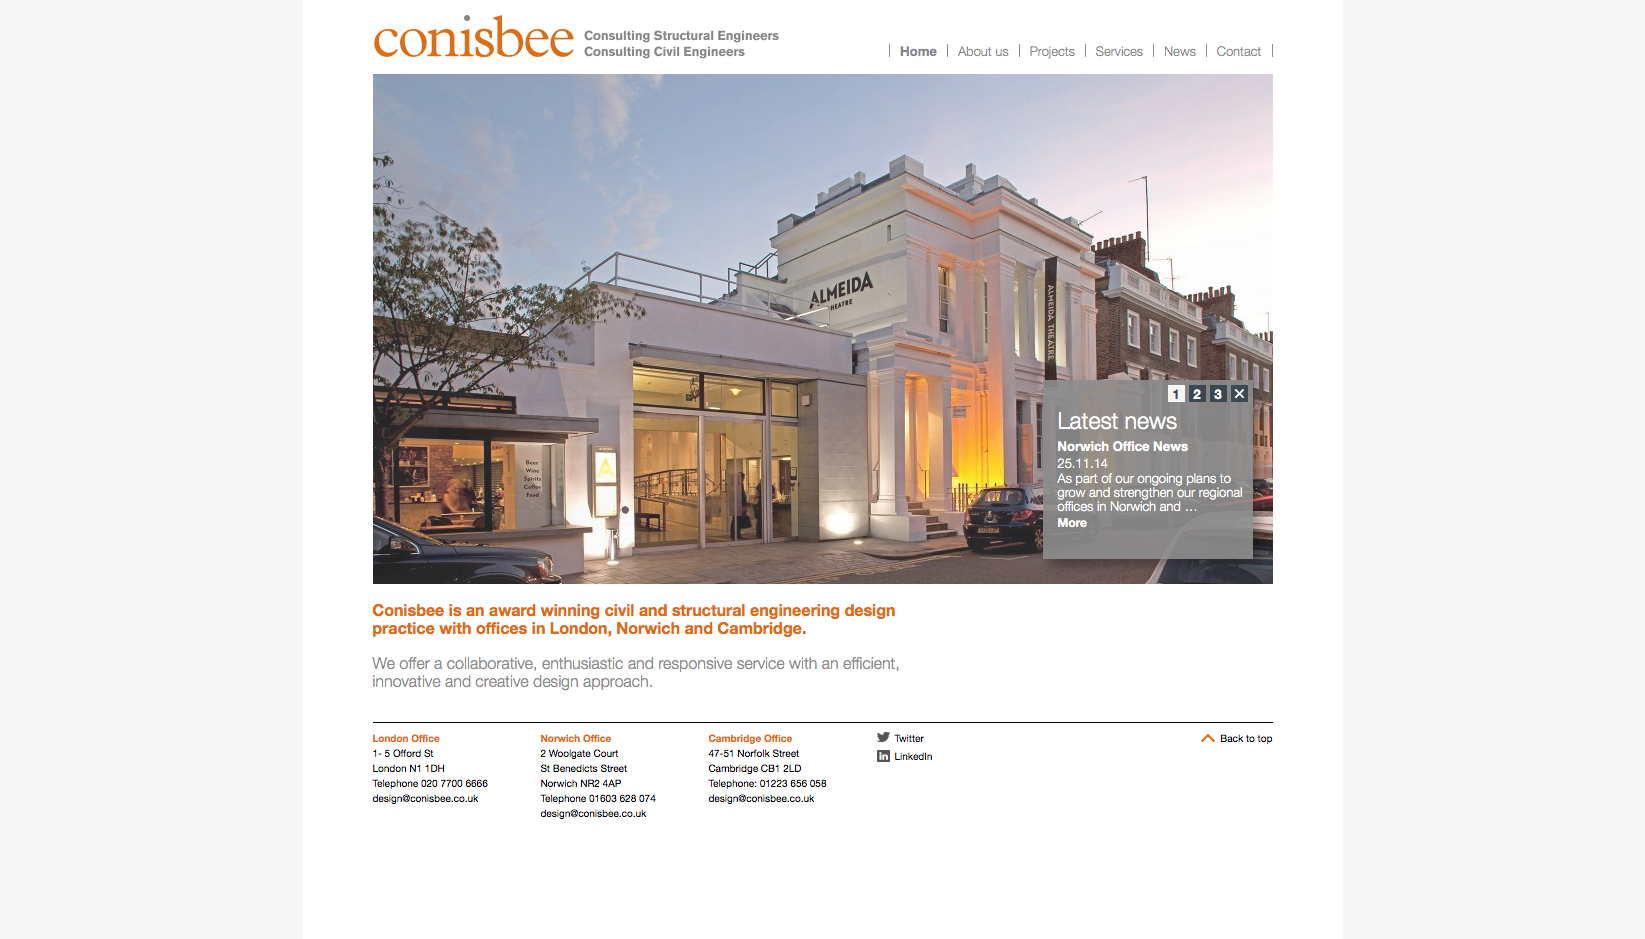 conisbee
Consulting Structural Engineers
Consulting Civil Engineers
Home
About us
Projects
Services
News
Contact
ALMEIDA
THEATRE
ALMEIDA THEATRE
Beer
Wine
Spirits
Coffee
Food
A
1 2 3 ✕
Latest news
Norwich Office News
25.11.14
As part of our ongoing plans to
grow and strengthen our regional
offices in Norwich and ...
More
Conisbee is an award winning civil and structural engineering design
practice with offices in London, Norwich and Cambridge.
We offer a collaborative, enthusiastic and responsive service with an efficient,
innovative and creative design approach.
London Office
1- 5 Offord St
London N1 1DH
Telephone 020 7700 6666
design@conisbee.co.uk
Norwich Office
2 Woolgate Court
St Benedicts Street
Norwich NR2 4AP
Telephone 01603 628 074
design@conisbee.co.uk
Cambridge Office
47-51 Norfolk Street
Cambridge CB1 2LD
Telephone: 01223 656 058
design@conisbee.co.uk
Twitter
in LinkedIn
Back to top